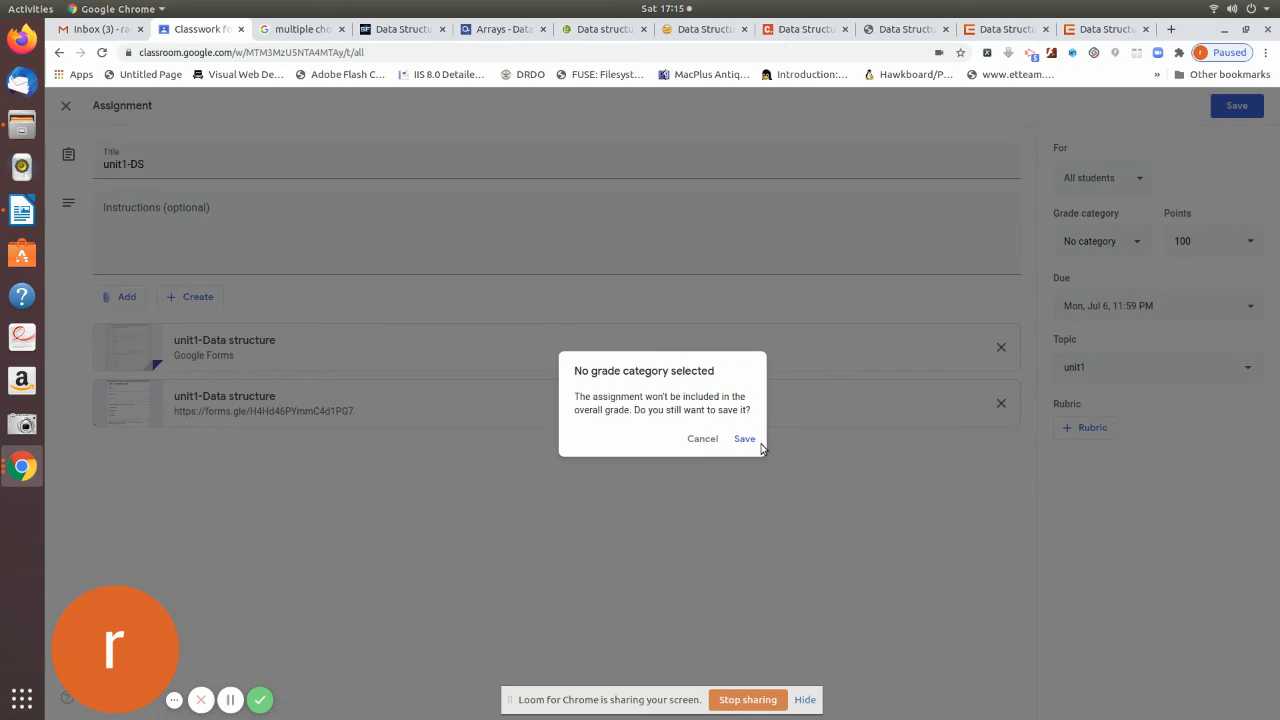 Activities
Google Chrome
Sat 17:15
Inbox (3) - ra
Classwork fo
multiple cho
SF
Data Structu
Arrays - Data
Data structur
Data Structu
Data Structu
Data Structu
Data Structu
Data Structu
classroom.google.com/w/MTM3MzU5NTA4MTAy/t/all
r
Paused
Apps
Untitled Page
Visual Web De...
Adobe Flash C...
IIS 8.0 Detaile...
DRDO
FUSE: Filesyst...
MacPlus Antiq...
Introduction:...
Hawkboard/P...
www.etteam....
»
Other bookmarks
Assignment
Save
Title
unit1-DS
Instructions (optional)
Add
Create
unit1-Data structure
Google Forms
unit1-Data structure
https://forms.gle/H4Hd46PYmmC4d1PG7
For
All students
Grade category
Points
No category
100
Due
Mon, Jul 6, 11:59 PM
Topic
unit1
Rubric
Rubric
No grade category selected
The assignment won't be included in the
overall grade. Do you still want to save it?
Cancel
Save
r
Loom for Chrome is sharing your screen.
Stop sharing
Hide